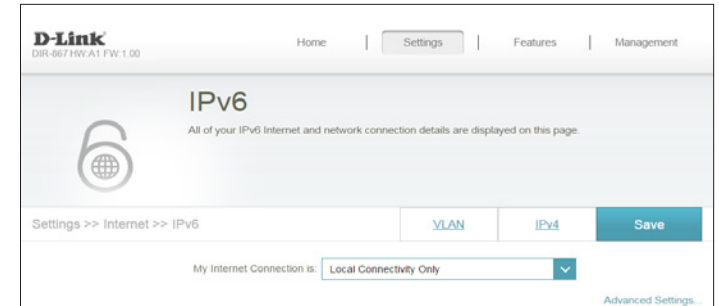 D-Link
DIR-867 HW:A1 FW:1.00
Home | Settings | Features | Management
IPv6
All of your IPv6 Internet and network connection details are displayed on this page.
Settings >> Internet >> IPv6
VLAN
IPv4
Save
My Internet Connection is: Local Connectivity Only
Advanced Settings...